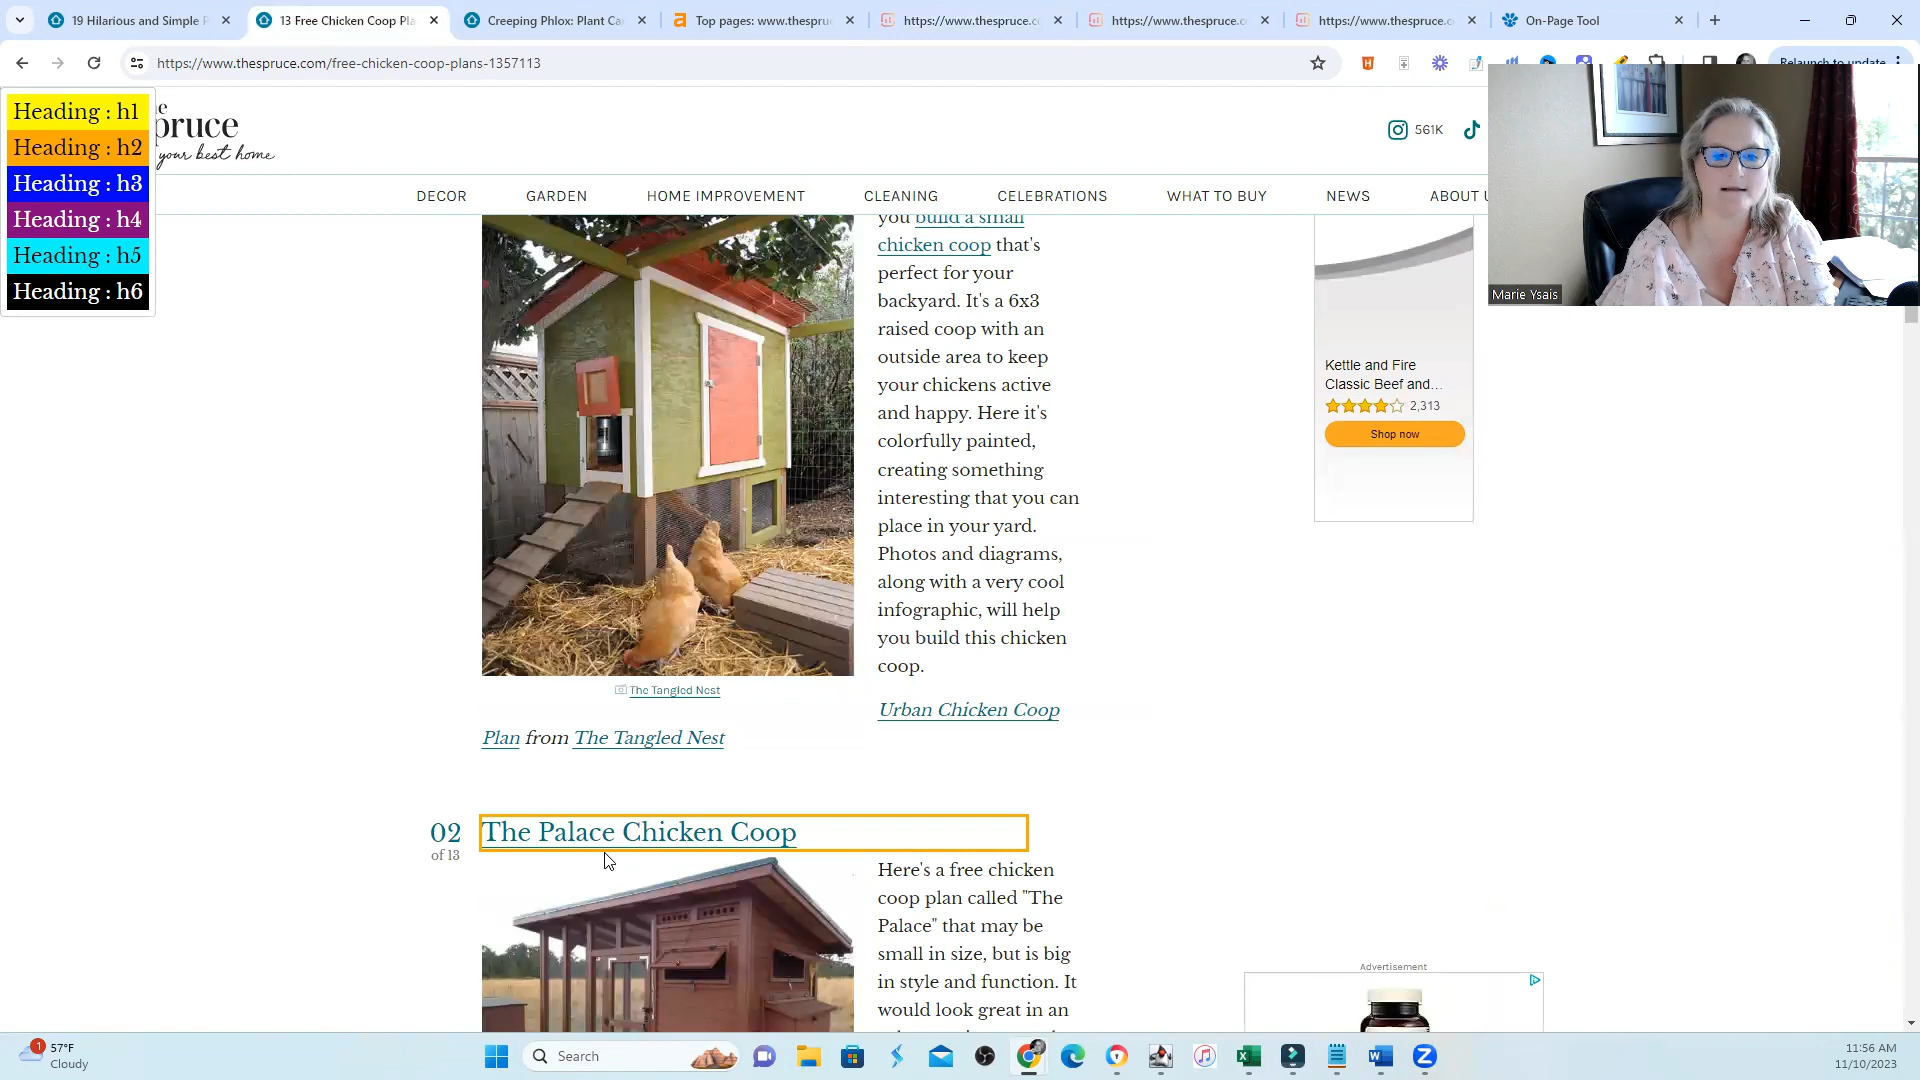 19 Hilarious and Simple P
13 Free Chicken Coop Pla
Creeping Phlox: Plant Ca
Top pages: www.thespru
https://www.thespruce.c
https://www.thespruce.c
https://www.thespruce.c
On-Page Tool
https://www.thespruce.com/free-chicken-coop-plans-1357113
Relaunch to update
Heading : h1
Heading : h2
Heading : h3
Heading : h4
Heading : h5
Heading : h6
he
pruce
your best home
561K
DECOR
GARDEN
HOME IMPROVEMENT
CLEANING
CELEBRATIONS
WHAT TO BUY
NEWS
ABOUT U
Marie Ysais
you build a small
chicken coop that's
perfect for your
backyard. It's a 6x3
raised coop with an
outside area to keep
your chickens active
and happy. Here it's
colorfully painted,
creating something
interesting that you can
place in your yard.
Photos and diagrams,
along with a very cool
infographic, will help
you build this chicken
coop.
The Tangled Nest
Urban Chicken Coop
Plan from The Tangled Nest
Kettle and Fire
Classic Beef and...
2,313
Shop now
02
of 13
The Palace Chicken Coop
Here's a free chicken
coop plan called "The
Palace" that may be
small in size, but is big
in style and function. It
would look great in an
Advertisement
1
57°F
Cloudy
Search
11:56 AM
11/10/2023